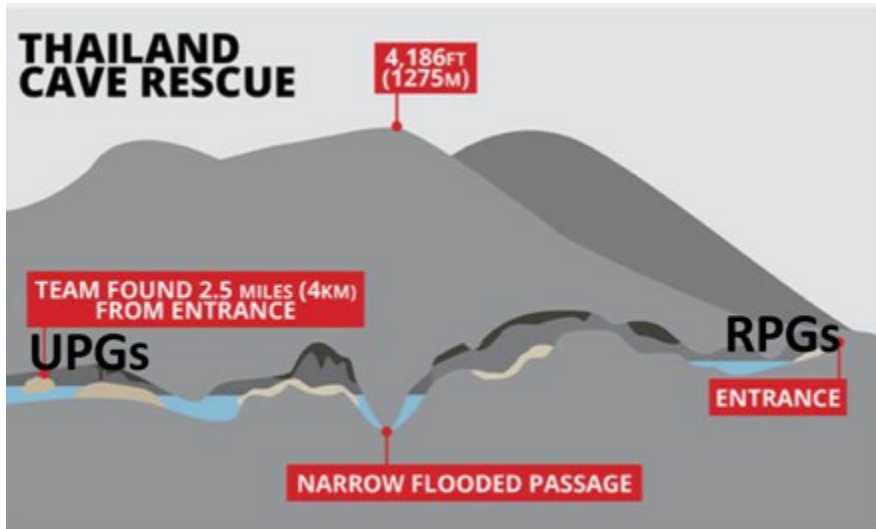 THAILAND
CAVE RESCUE
4,186FT
(1275M)
TEAM FOUND 2.5 MILES (4KM)
FROM ENTRANCE
UPGs
RPGs
ENTRANCE
NARROW FLOODED PASSAGE